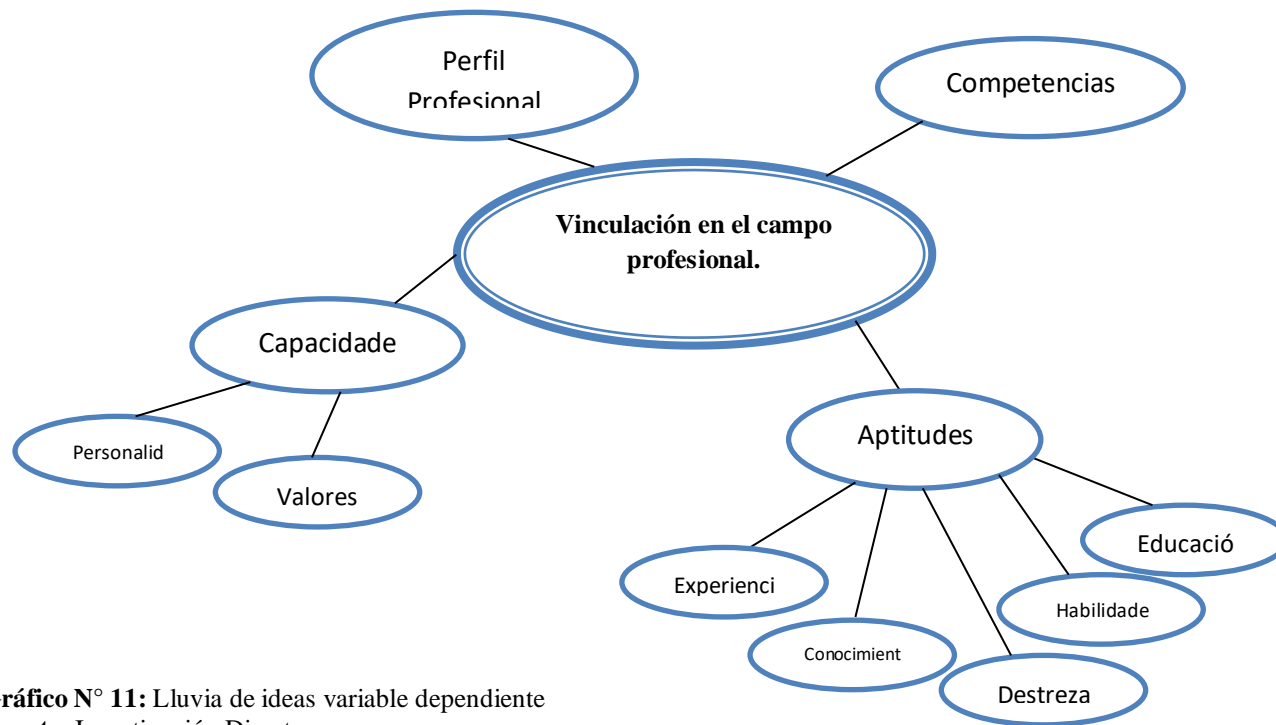 Perfil
Profesional
Competencias
Vinculación en el campo
profesional.
Capacidade
Personalid
Valores
Aptitudes
Experienci
Conocimient
Destreza
Habilidade
Educació
ráfico N° 11: Lluvia de ideas variable dependiente